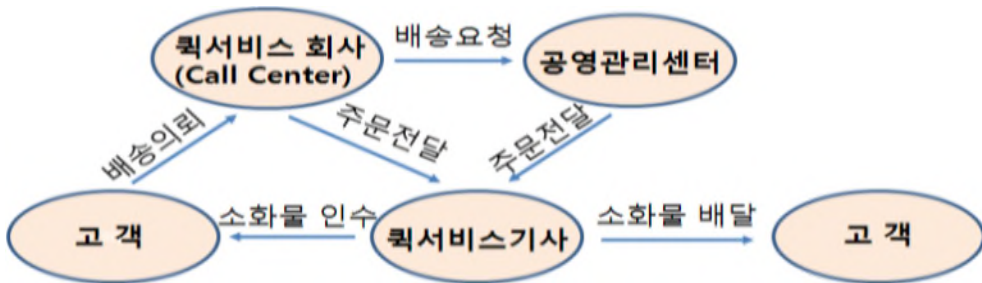 퀵서비스 회사
(Call Center)
배송요청
공영관리센터
배송의뢰
주문전달
주문전달
고 객
소화물 인수
퀵서비스기사
소화물 배달
고 객